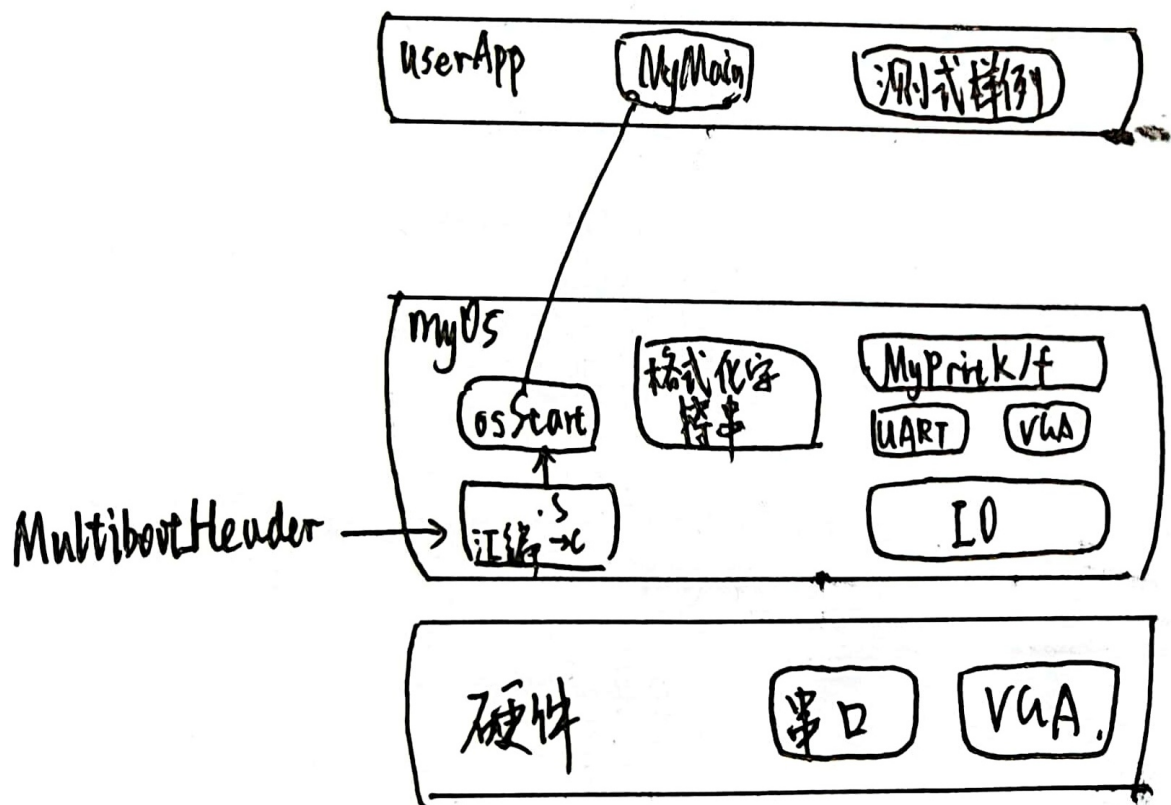 userApp
MyMain
测式样例
myOs
osStart
格式化字
符串
MyPrintk/f
UART
VGA
MultibootHeader
.S
汇编→c
IO
硬件
串口
VGA.